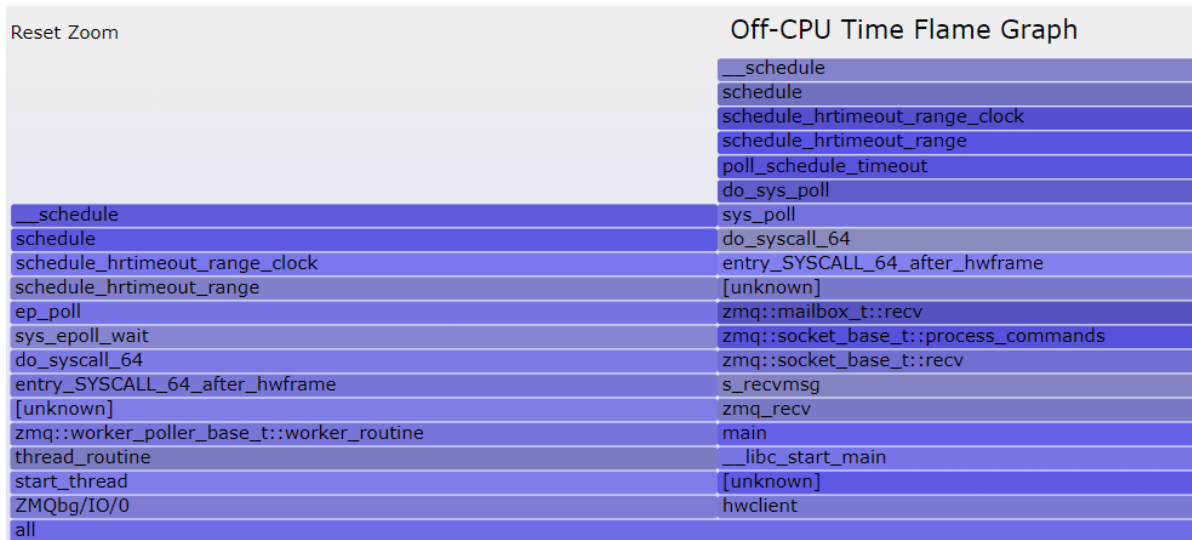 Reset Zoom
Off-CPU Time Flame Graph
__schedule
schedule
schedule_hrtimeout_range_clock
schedule_hrtimeout_range
poll_schedule_timeout
do_sys_poll
__schedule
sys_poll
schedule
do_syscall_64
schedule_hrtimeout_range_clock
entry_SYSCALL_64_after_hwframe
schedule_hrtimeout_range
[unknown]
ep_poll
zmq::mailbox_t::recv
sys_epoll_wait
zmq::socket_base_t::process_commands
do_syscall_64
zmq::socket_base_t::recv
entry_SYSCALL_64_after_hwframe
s_recvmsg
[unknown]
zmq_recv
zmq::worker_poller_base_t::worker_routine
main
thread_routine
__libc_start_main
start_thread
[unknown]
ZMQbg/IO/0
hwclient
all